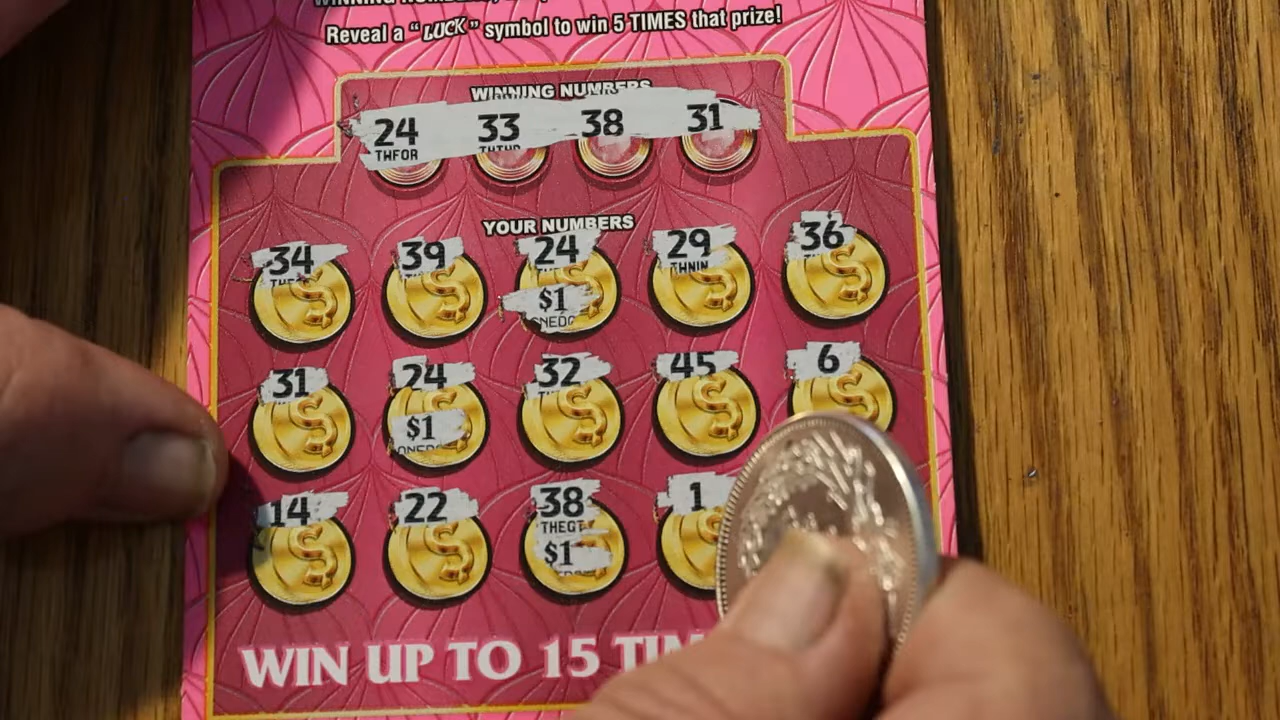 Reveal a "LUCK" symbol to win 5 TIMES that prize!
WINNING NUMBERS
24 33 38 31
TWFOR
YOUR NUMBERS
34 39 24 29 36
$1
31 24 32 45 6
$1
14 22 38 1
THEGT
$1
WIN UP TO 15